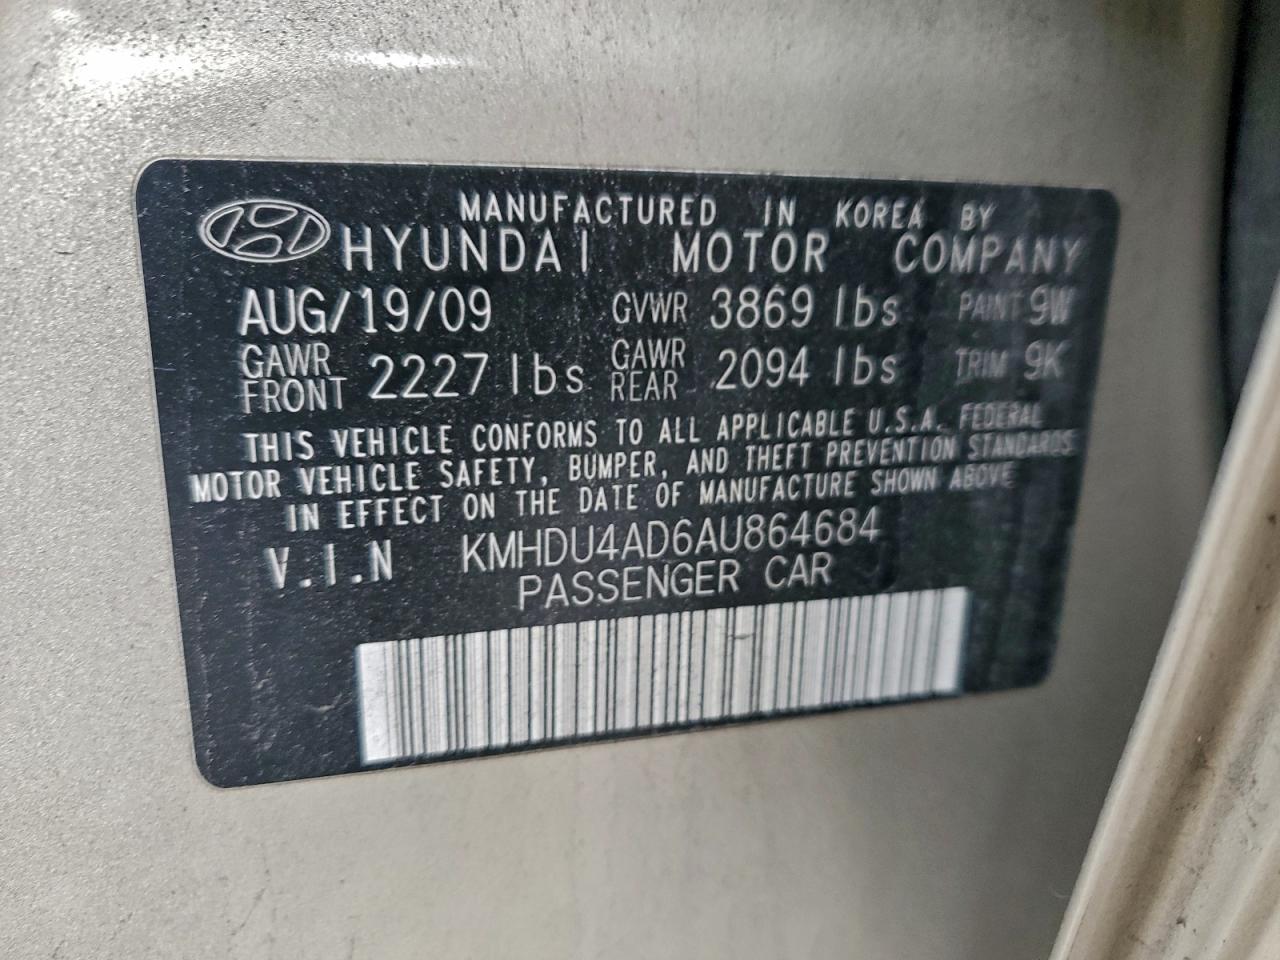 MANUFACTURED IN KOREA BY
HYUNDAI MOTOR COMPANY
AUG/19/09 GVWR 3869 lbs PAINT 9W
GAWR FRONT 2227 lbs GAWR REAR 2094 lbs TRIM 9K
THIS VEHICLE CONFORMS TO ALL APPLICABLE U.S.A. FEDERAL
MOTOR VEHICLE SAFETY, BUMPER, AND THEFT PREVENTION STANDARDS
IN EFFECT ON THE DATE OF MANUFACTURE SHOWN ABOVE
V.I.N KMHDU4AD6AU864684
PASSENGER CAR